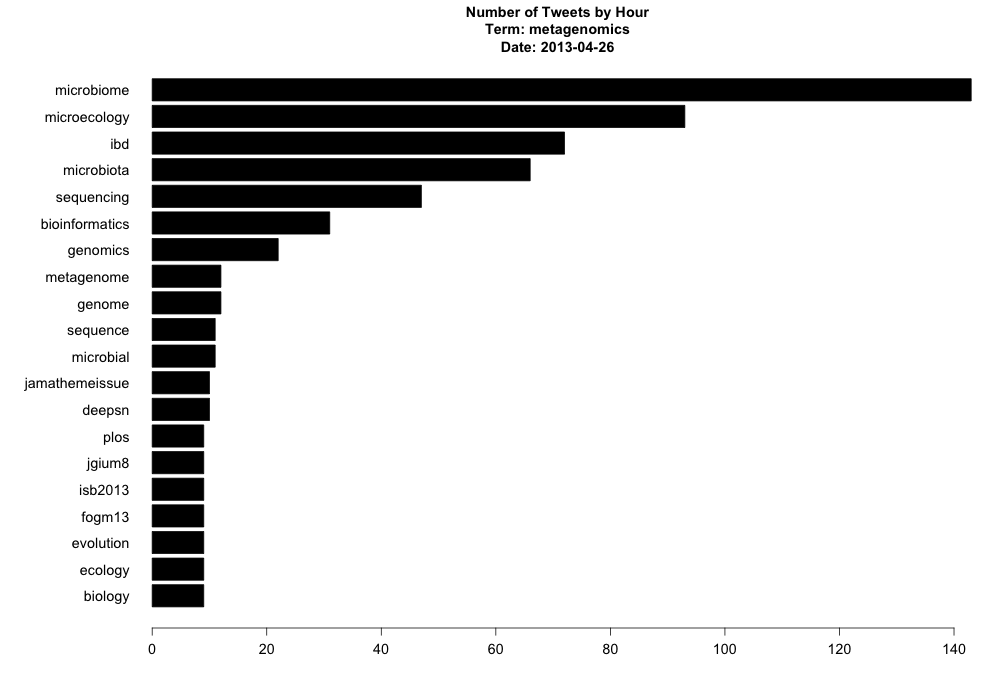 Number of Tweets by Hour
Term: metagenomics
Date: 2013-04-26
microbiome
microecology
ibd
microbiota
sequencing
bioinformatics
genomics
metagenome
genome
sequence
microbial
jamathemeissue
deepsn
plos
jgium8
isb2013
fogm13
evolution
ecology
biology
0 20 40 60 80 100 120 140